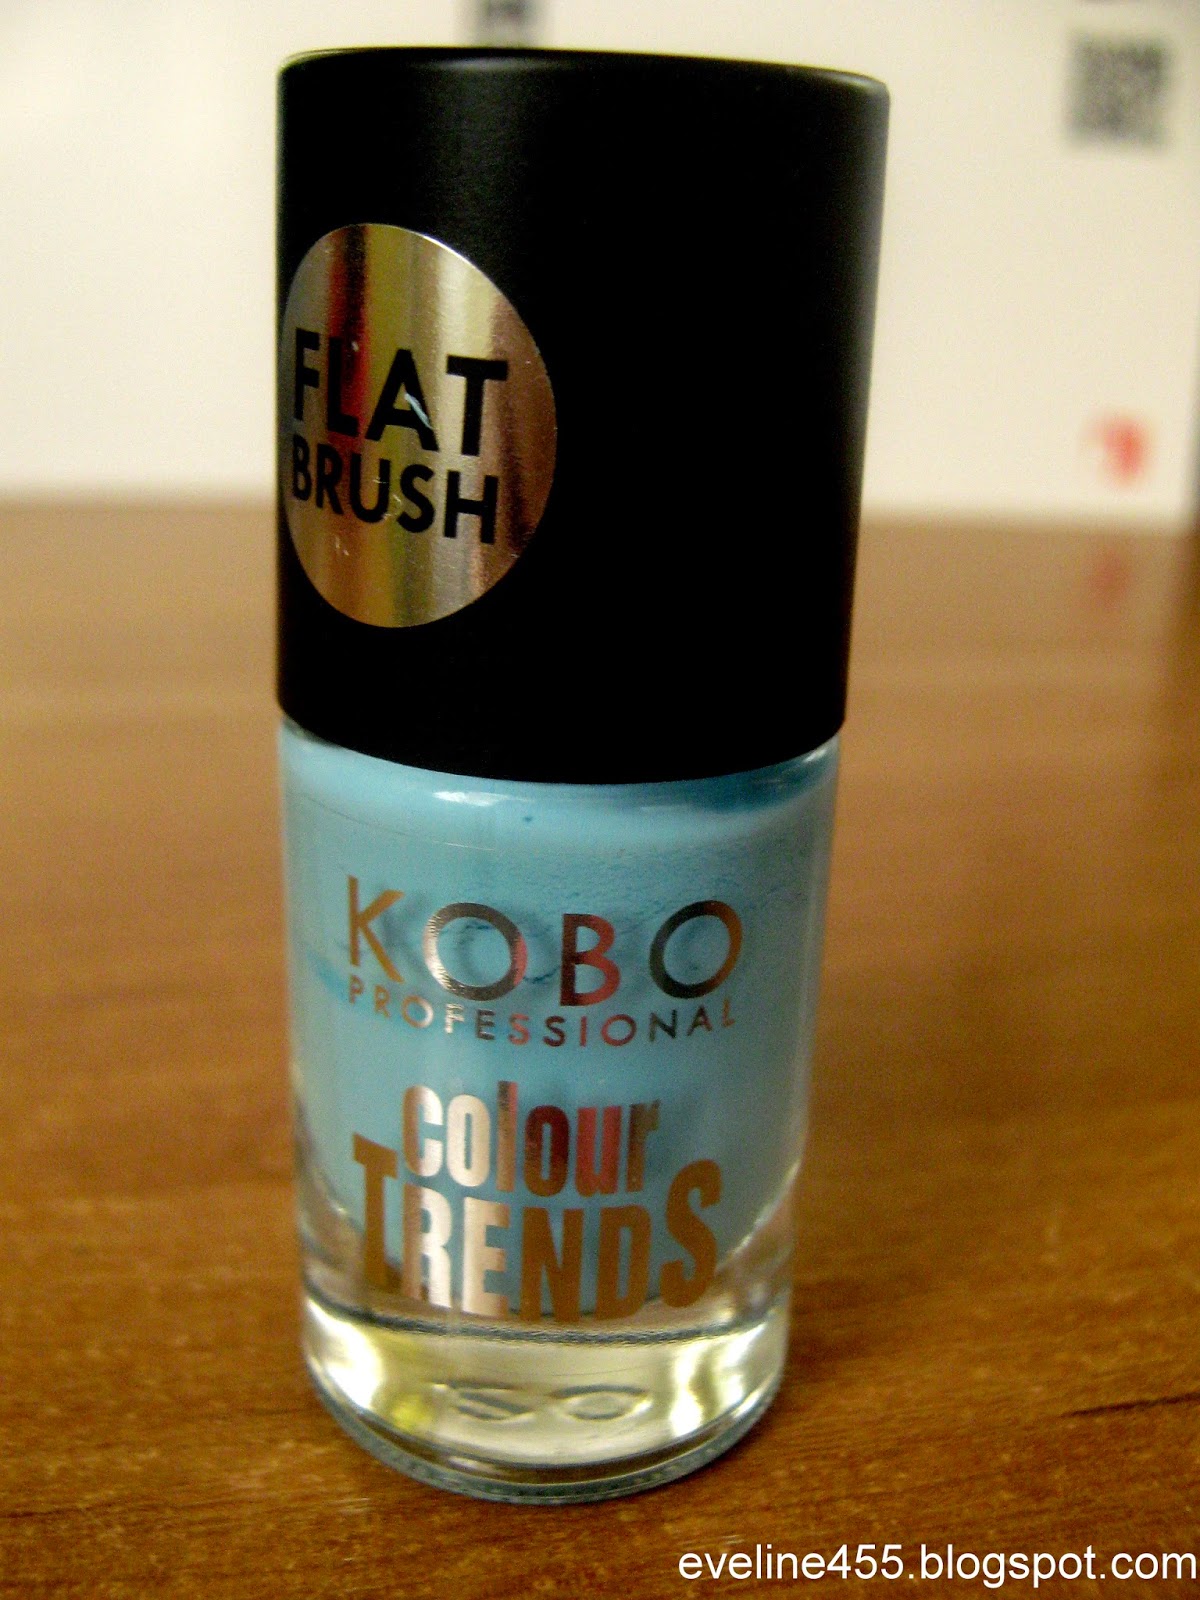 FLAT
BRUSH
KOBO
PROFESSIONAL
colour
TRENDS
eveline455.blogspot.com